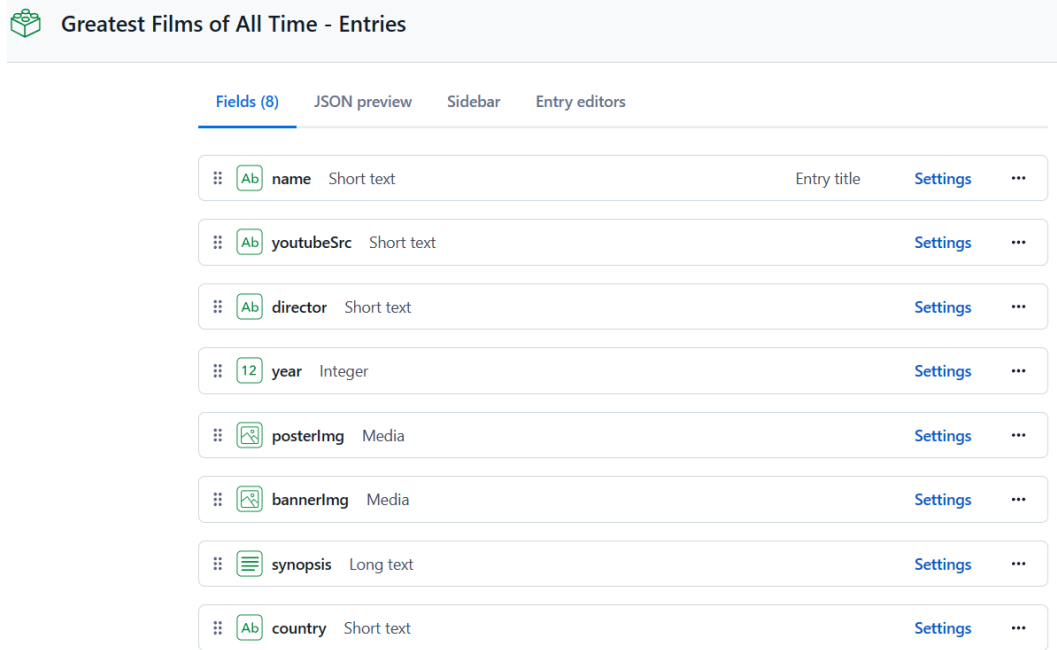 Greatest Films of All Time - Entries
Fields (8) JSON preview Sidebar Entry editors
Ab name Short text Entry title Settings
Ab youtubeSrc Short text Settings
Ab director Short text Settings
12 year Integer Settings
posterImg Media Settings
bannerImg Media Settings
synopsis Long text Settings
Ab country Short text Settings